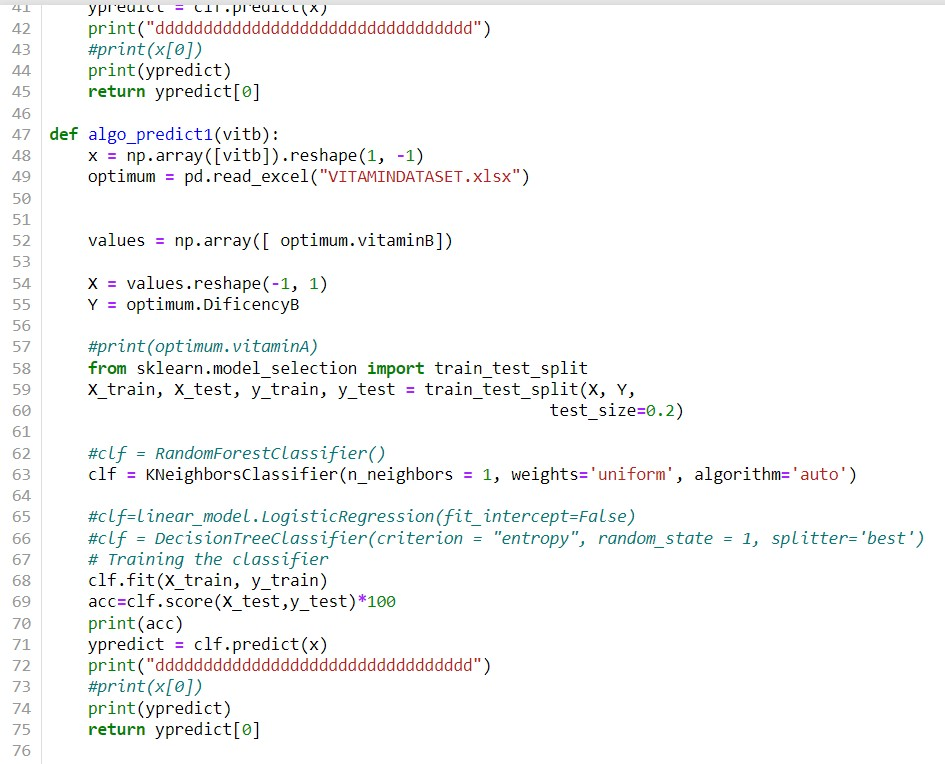 41 ypredict = clf.predict(x)
42 print("ddddddddddddddddddddddddddddddddd")
43 #print(x[0])
44 print(ypredict)
45 return ypredict[0]
46
47 def algo_predict1(vitb):
48 x = np.array([vitb]).reshape(1, -1)
49 optimum = pd.read_excel("VITAMINDATASET.xlsx")
50
51
52 values = np.array([ optimum.vitaminB])
53
54 X = values.reshape(-1, 1)
55 Y = optimum.DificencyB
56
57 #print(optimum.vitaminA)
58 from sklearn.model_selection import train_test_split
59 X_train, X_test, y_train, y_test = train_test_split(X, Y,
60 test_size=0.2)
61
62 #clf = RandomForestClassifier()
63 clf = KNeighborsClassifier(n_neighbors = 1, weights='uniform', algorithm='auto')
64
65 #clf=linear_model.LogisticRegression(fit_intercept=False)
66 #clf = DecisionTreeClassifier(criterion = "entropy", random_state = 1, splitter='best')
67 # Training the classifier
68 clf.fit(X_train, y_train)
69 acc=clf.score(X_test,y_test)*100
70 print(acc)
71 ypredict = clf.predict(x)
72 print("ddddddddddddddddddddddddddddddddd")
73 #print(x[0])
74 print(ypredict)
75 return ypredict[0]
76